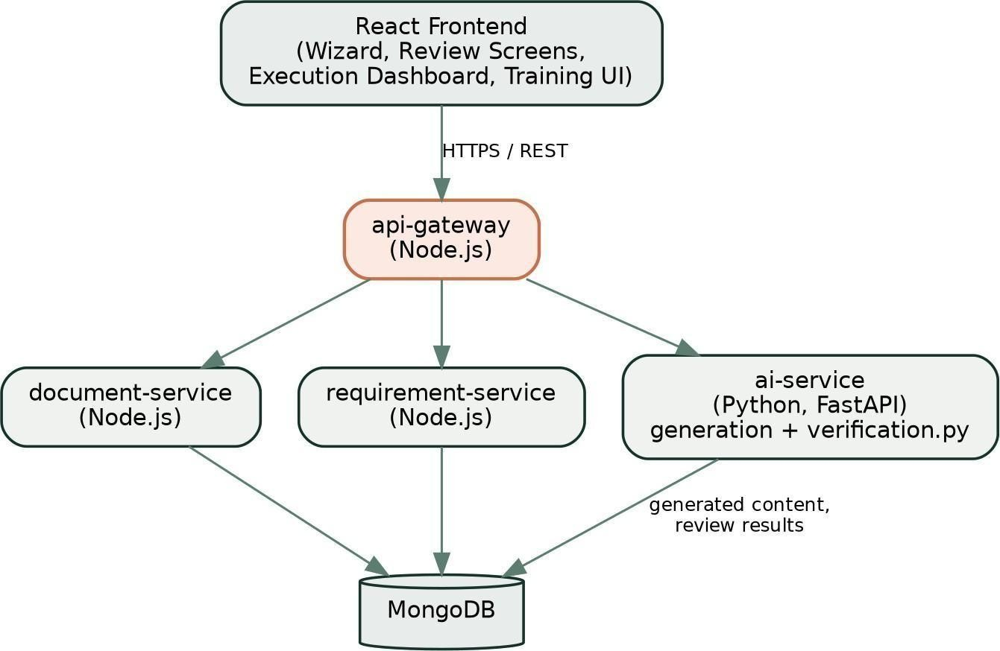 React Frontend
(Wizard, Review Screens,
Execution Dashboard, Training UI)
HTTPS / REST
api-gateway
(Node.js)
document-service
(Node.js)
requirement-service
(Node.js)
ai-service
(Python, FastAPI)
generation + verification.py
generated content,
review results
MongoDB